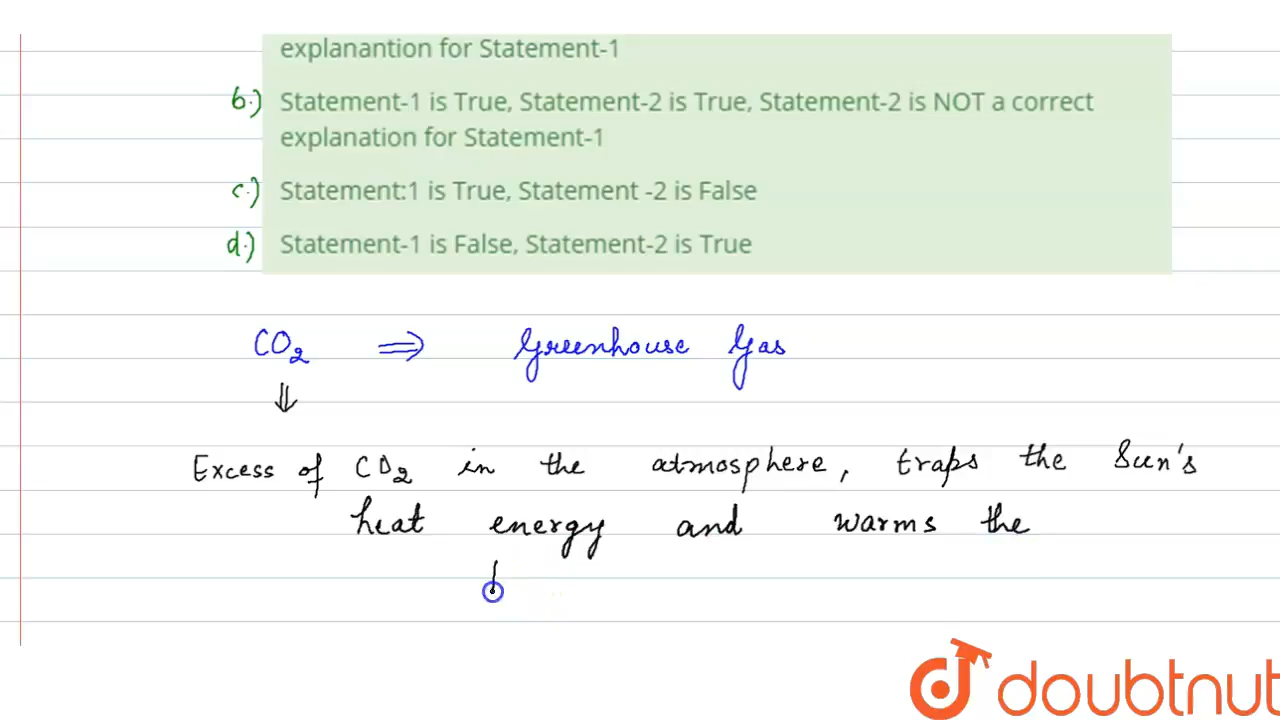 explanantion for Statement-1
b.) Statement-1 is True, Statement-2 is True, Statement-2 is NOT a correct
explanation for Statement-1
c.) Statement:1 is True, Statement -2 is False
d.) Statement-1 is False, Statement-2 is True
CO2 ⇒ Greenhouse Gas
⇓
Excess of CO2 in the atmosphere, traps the Sun's
heat energy and warms the
doubtnut